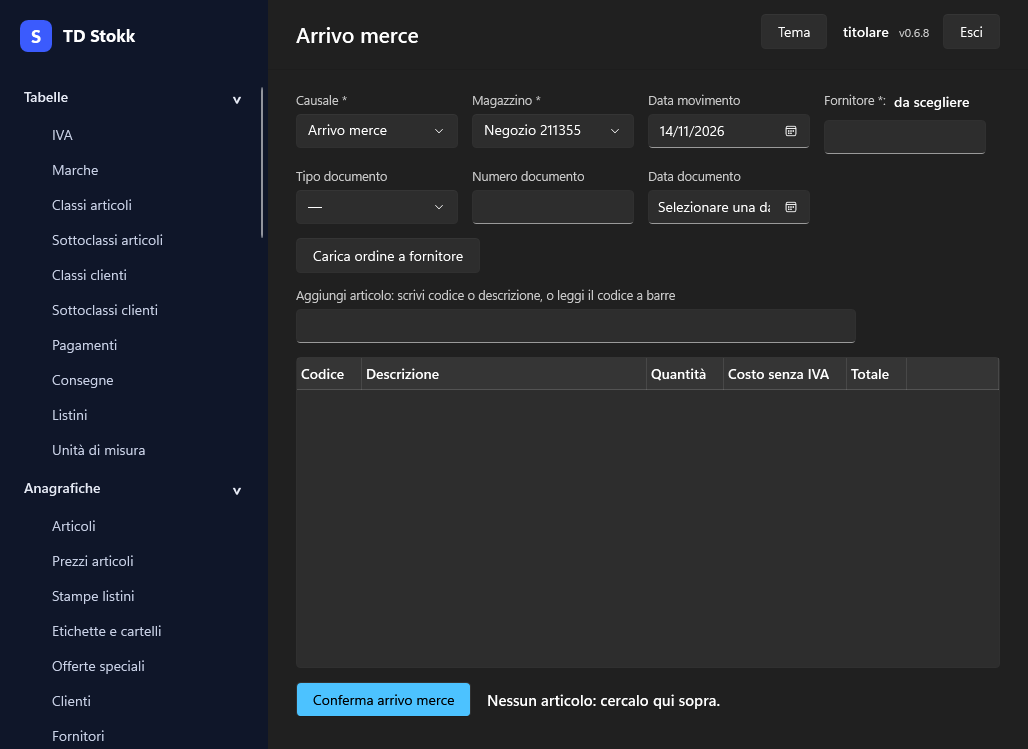 S TD Stokk
Tabelle
IVA
Marche
Classi articoli
Sottoclassi articoli
Classi clienti
Sottoclassi clienti
Pagamenti
Consegne
Listini
Unità di misura
Anagrafiche
Articoli
Prezzi articoli
Stampe listini
Etichette e cartelli
Offerte speciali
Clienti
Fornitori
Arrivo merce
Tema titolare v0.6.8 Esci
Causale * Magazzino * Data movimento Fornitore *: da scegliere
Arrivo merce Negozio 211355 14/11/2026
Tipo documento Numero documento Data documento
— Selezionare una da
Carica ordine a fornitore
Aggiungi articolo: scrivi codice o descrizione, o leggi il codice a barre
Codice Descrizione Quantità Costo senza IVA Totale
Conferma arrivo merce Nessun articolo: cercalo qui sopra.